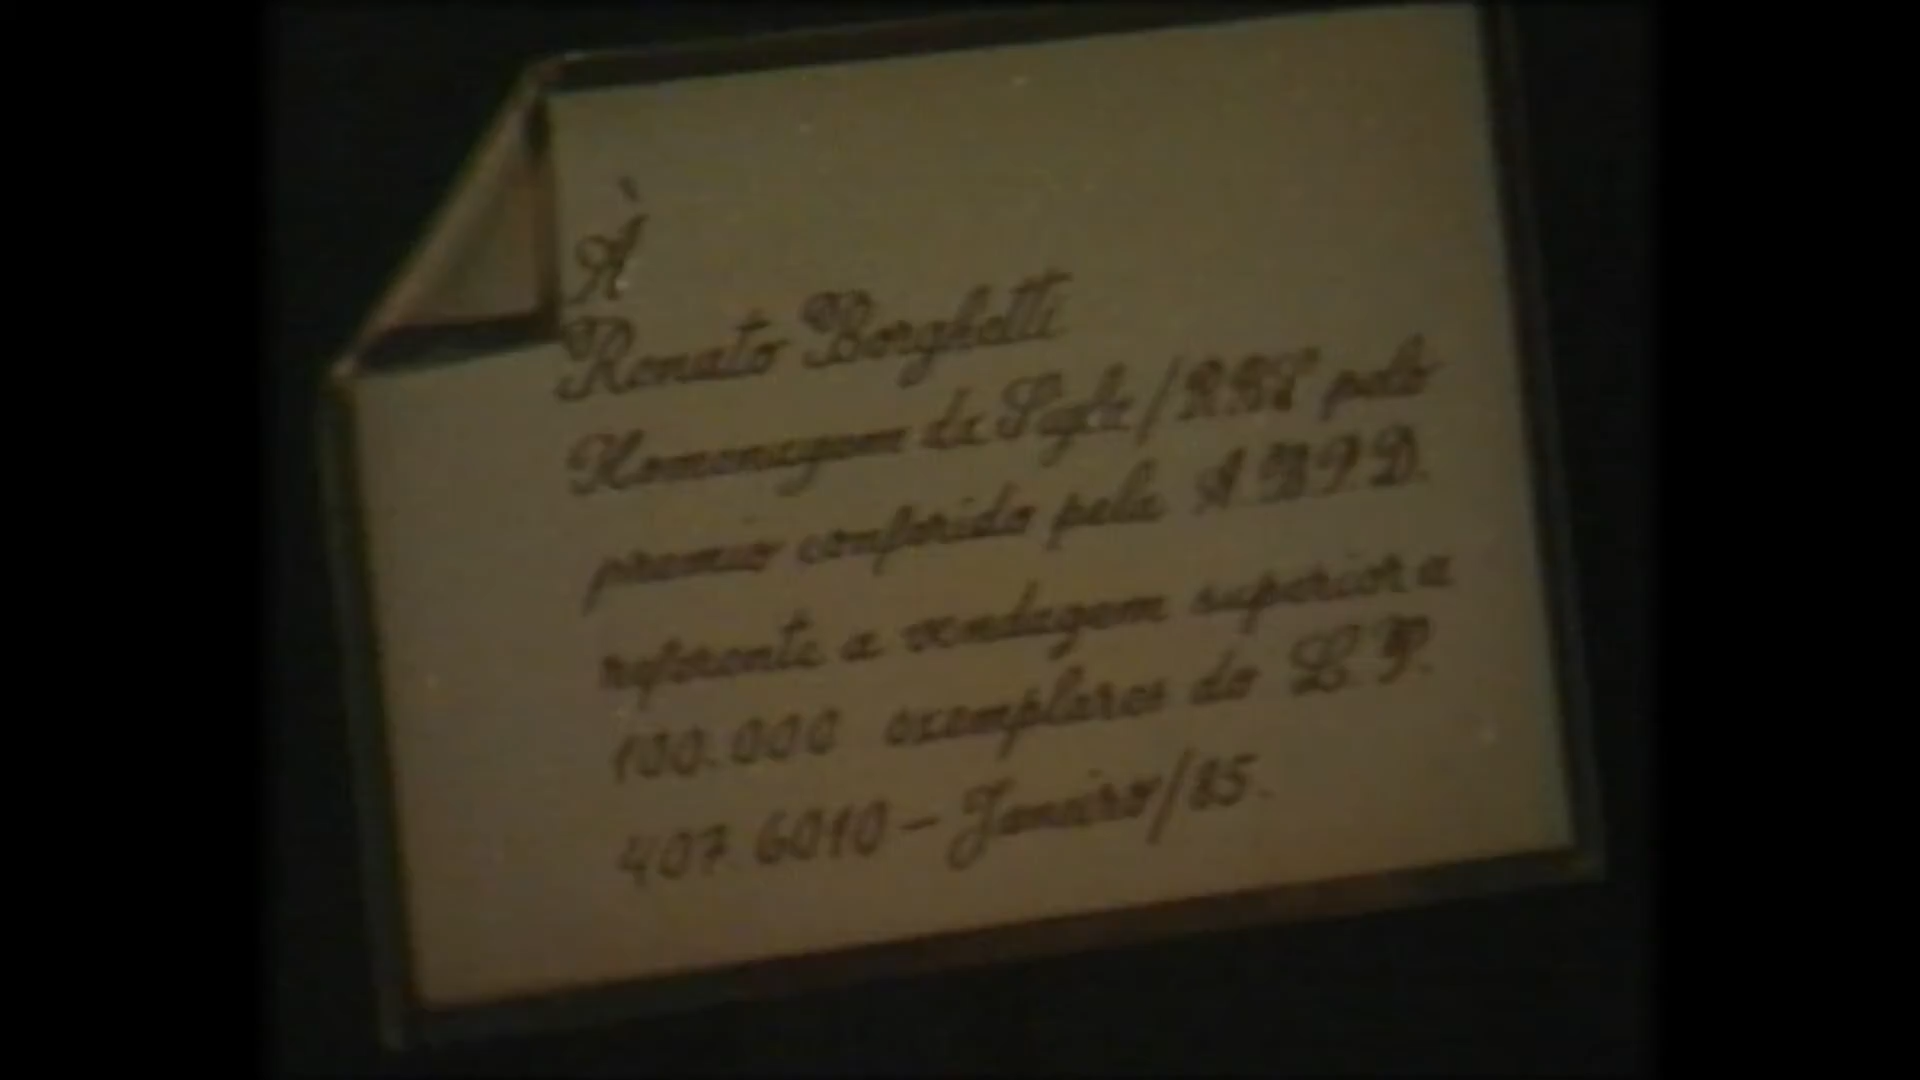 À
Renato Borghetti
Homenagem da Sigla/RBS pelo
premio conferido pela A.B.P.D.
referente a vendagem superior a
100.000 exemplares do L.P.
407.6010 - Janeiro/85.